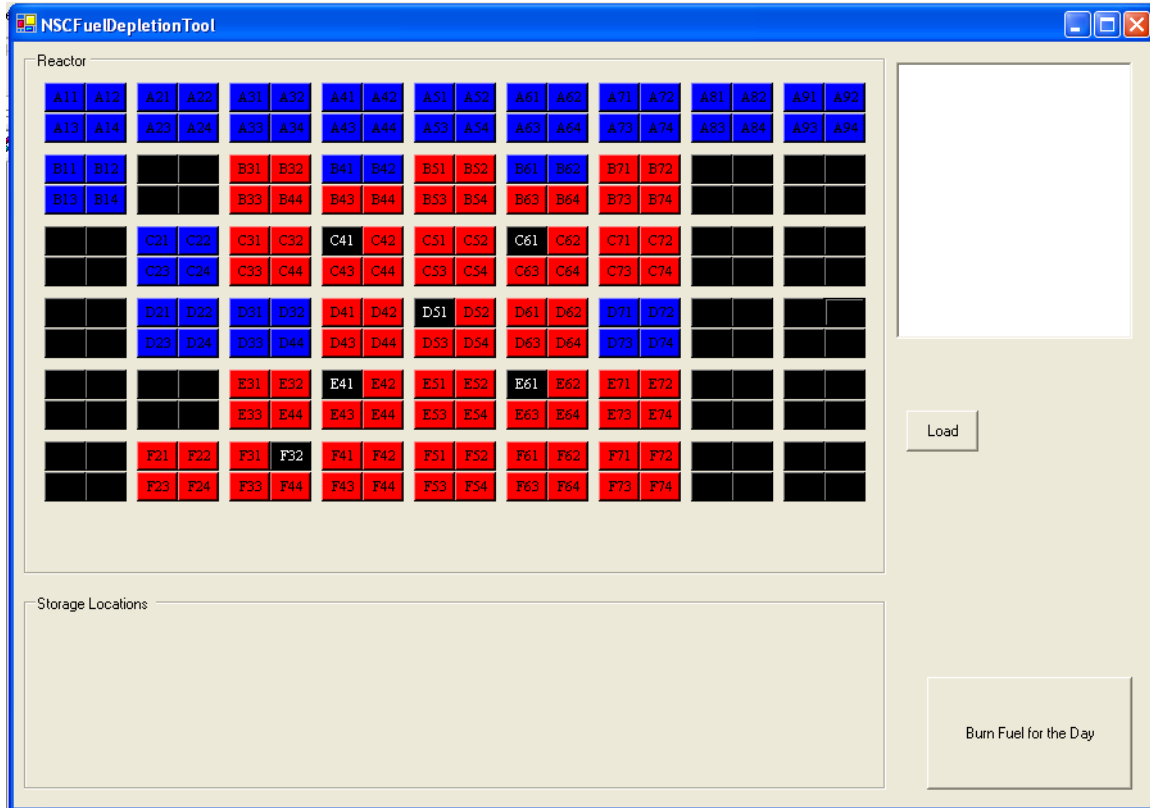 NSCFuelDepletionTool
Reactor
A11 A12 A21 A22 A31 A32 A41 A42 A51 A52 A61 A62 A71 A72 A81 A82 A91 A92
A13 A14 A23 A24 A33 A34 A43 A44 A53 A54 A63 A64 A73 A74 A83 A84 A93 A94
B11 B12 B31 B32 B41 B42 B51 B52 B61 B62 B71 B72
B13 B14 B33 B44 B43 B44 B53 B54 B63 B64 B73 B74
C21 C22 C31 C32 C41 C42 C51 C52 C61 C62 C71 C72
C23 C24 C33 C44 C43 C44 C53 C54 C63 C64 C73 C74
D21 D22 D31 D32 D41 D42 D51 D52 D61 D62 D71 D72
D23 D24 D33 D44 D43 D44 D53 D54 D63 D64 D73 D74
E31 E32 E41 E42 E51 E52 E61 E62 E71 E72
E33 E44 E43 E44 E53 E54 E63 E64 E73 E74
F21 F22 F31 F32 F41 F42 F51 F52 F61 F62 F71 F72
F23 F24 F33 F44 F43 F44 F53 F54 F63 F64 F73 F74
Load
Storage Locations
Burn Fuel for the Day